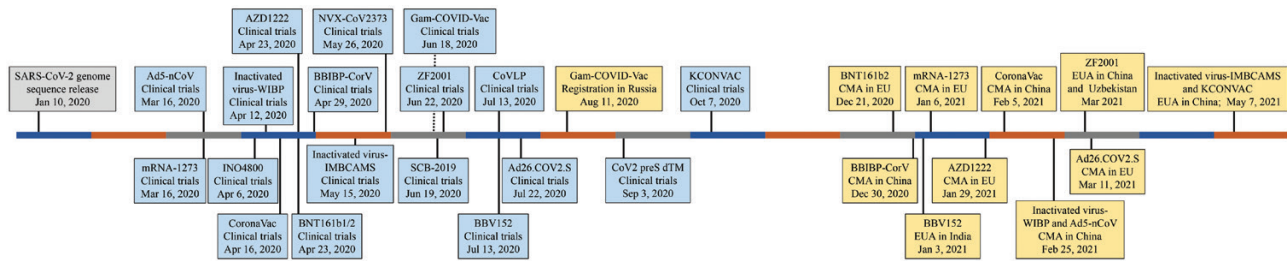 SARS-CoV-2 genome
sequence release
Jan 10, 2020
Ad5-nCoV
Clinical trials
Mar 16, 2020
mRNA-1273
Clinical trials
Mar 16, 2020
INO4800
Clinical trials
Apr 6, 2020
Inactivated
virus-WIBP
Clinical trials
Apr 12, 2020
CoronaVac
Clinical trials
Apr 16, 2020
AZD1222
Clinical trials
Apr 23, 2020
BNT161b1/2
Clinical trials
Apr 23, 2020
BBIBP-CorV
Clinical trials
Apr 29, 2020
Inactivated virus-
IMBCAMS
Clinical trials
May 15, 2020
NVX-CoV2373
Clinical trials
May 26, 2020
Gam-COVID-Vac
Clinical trials
Jun 18, 2020
SCB-2019
Clinical trials
Jun 19, 2020
ZF2001
Clinical trials
Jun 22, 2020
CoVLP
Clinical trials
Jul 13, 2020
BBV152
Clinical trials
Jul 13, 2020
Ad26.COV2.S
Clinical trials
Jul 22, 2020
Gam-COVID-Vac
Registration in Russia
Aug 11, 2020
CoV2 preS dTM
Clinical trials
Sep 3, 2020
KCONVAC
Clinical trials
Oct 7, 2020
BNT161b2
CMA in EU
Dec 21, 2020
BBIBP-CorV
CMA in China
Dec 30, 2020
BBV152
EUA in India
Jan 3, 2021
mRNA-1273
CMA in EU
Jan 6, 2021
AZD1222
CMA in EU
Jan 29, 2021
CoronaVac
CMA in China
Feb 5, 2021
Inactivated virus-
WIBP and Ad5-nCoV
CMA in China
Feb 25, 2021
ZF2001
EUA in China
and Uzbekistan
Mar 2021
Ad26.COV2.S
CMA in EU
Mar 11, 2021
Inactivated virus-IMBCAMS
and KCONVAC
EUA in China; May 7, 2021